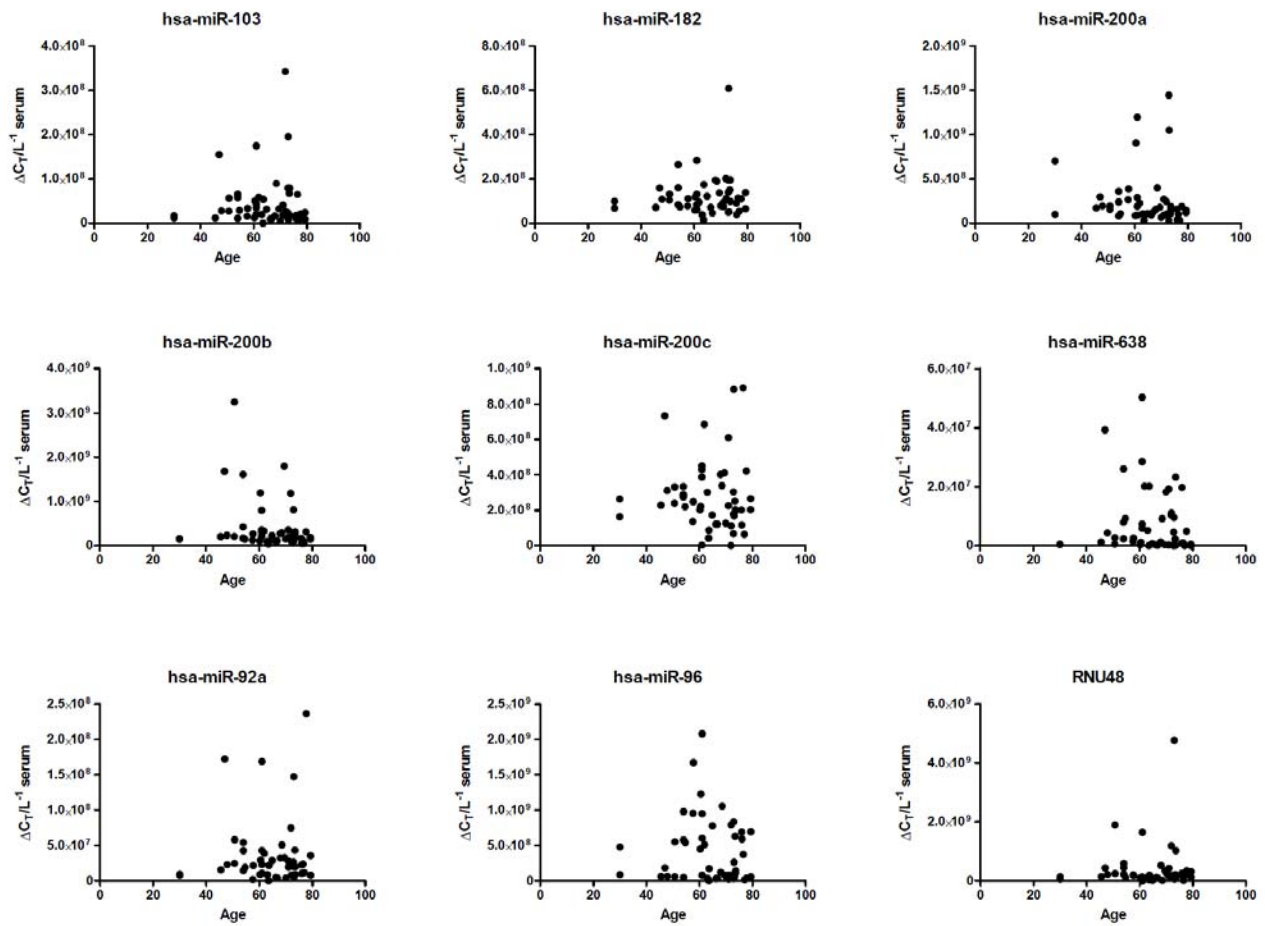 hsa-miR-103
4.0×10⁸
3.0×10⁸
2.0×10⁸
1.0×10⁸
0
ΔC_T/L⁻¹ serum
0 20 40 60 80 100
Age
hsa-miR-182
8.0×10⁸
6.0×10⁸
4.0×10⁸
2.0×10⁸
0
ΔC_T/L⁻¹ serum
0 20 40 60 80 100
Age
hsa-miR-200a
2.0×10⁹
1.5×10⁹
1.0×10⁹
5.0×10⁸
0
ΔC_T/L⁻¹ serum
0 20 40 60 80 100
Age
hsa-miR-200b
4.0×10⁹
3.0×10⁹
2.0×10⁹
1.0×10⁹
0
ΔC_T/L⁻¹ serum
0 20 40 60 80 100
Age
hsa-miR-200c
1.0×10⁹
8.0×10⁸
6.0×10⁸
4.0×10⁸
2.0×10⁸
0
ΔC_T/L⁻¹ serum
0 20 40 60 80 100
Age
hsa-miR-638
6.0×10⁷
4.0×10⁷
2.0×10⁷
0
ΔC_T/L⁻¹ serum
0 20 40 60 80 100
Age
hsa-miR-92a
2.5×10⁸
2.0×10⁸
1.5×10⁸
1.0×10⁸
5.0×10⁷
0
ΔC_T/L⁻¹ serum
0 20 40 60 80 100
Age
hsa-miR-96
2.5×10⁹
2.0×10⁹
1.5×10⁹
1.0×10⁹
5.0×10⁸
0
ΔC_T/L⁻¹ serum
0 20 40 60 80 100
Age
RNU48
6.0×10⁹
4.0×10⁹
2.0×10⁹
0
ΔC_T/L⁻¹ serum
0 20 40 60 80 100
Age